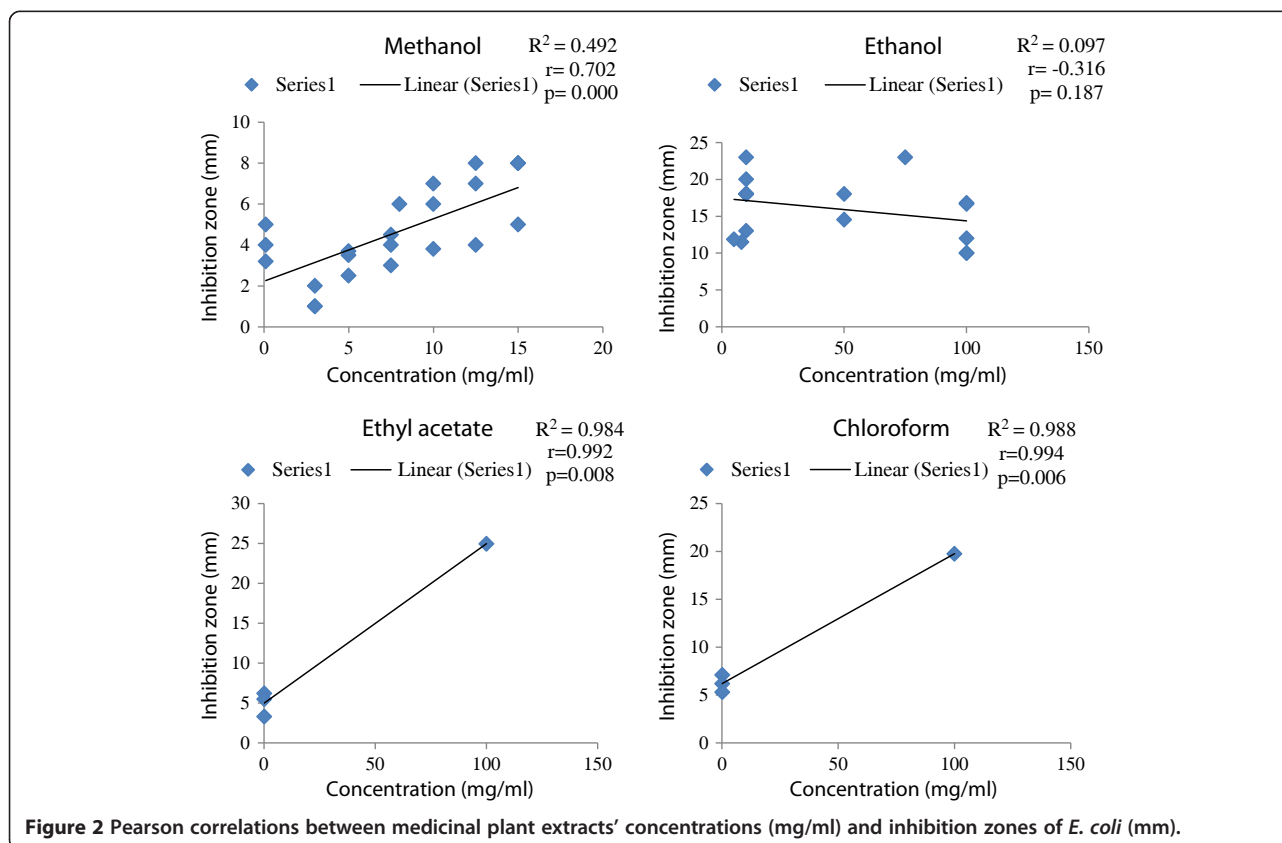 Methanol
R² = 0.492
r= 0.702
p= 0.000
Series1
Linear (Series1)
Inhibition zone (mm)
10
8
6
4
2
0
0 5 10 15 20
Concentration (mg/ml)
Ethanol
R² = 0.097
r= -0.316
p= 0.187
Series1
Linear (Series1)
Inhibition zone (mm)
25
20
15
10
5
0
0 50 100 150
Concentration (mg/ml)
Ethyl acetate
R² = 0.984
r=0.992
p=0.008
Series1
Linear (Series1)
Inhibition zone (mm)
30
25
20
15
10
5
0
0 50 100 150
Concentration (mg/ml)
Chloroform
R² = 0.988
r=0.994
p=0.006
Series1
Linear (Series1)
Inhibition zone (mm)
25
20
15
10
5
0
0 50 100 150
Concentration (mg/ml)
Figure 2 Pearson correlations between medicinal plant extracts' concentrations (mg/ml) and inhibition zones of E. coli (mm).